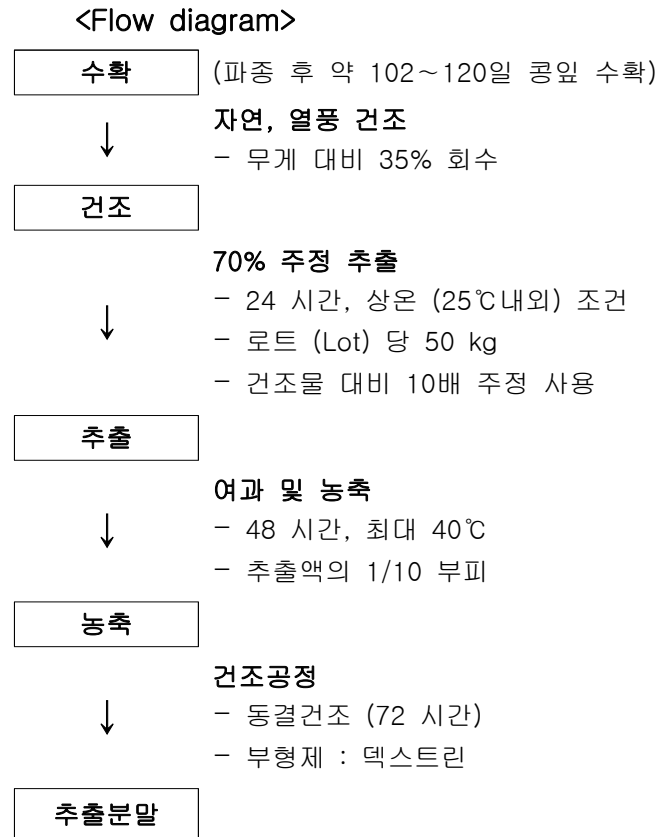 <Flow diagram>
수확 (파종 후 약 102~120일 콩잎 수확)
↓ 자연, 열풍 건조
- 무게 대비 35% 회수
건조
70% 주정 추출
- 24 시간, 상온 (25℃내외) 조건
↓
- 로트 (Lot) 당 50 kg
- 건조물 대비 10배 주정 사용
추출
여과 및 농축
↓ - 48 시간, 최대 40℃
- 추출액의 1/10 부피
농축
건조공정
↓ - 동결건조 (72 시간)
- 부형제 : 덱스트린
추출분말